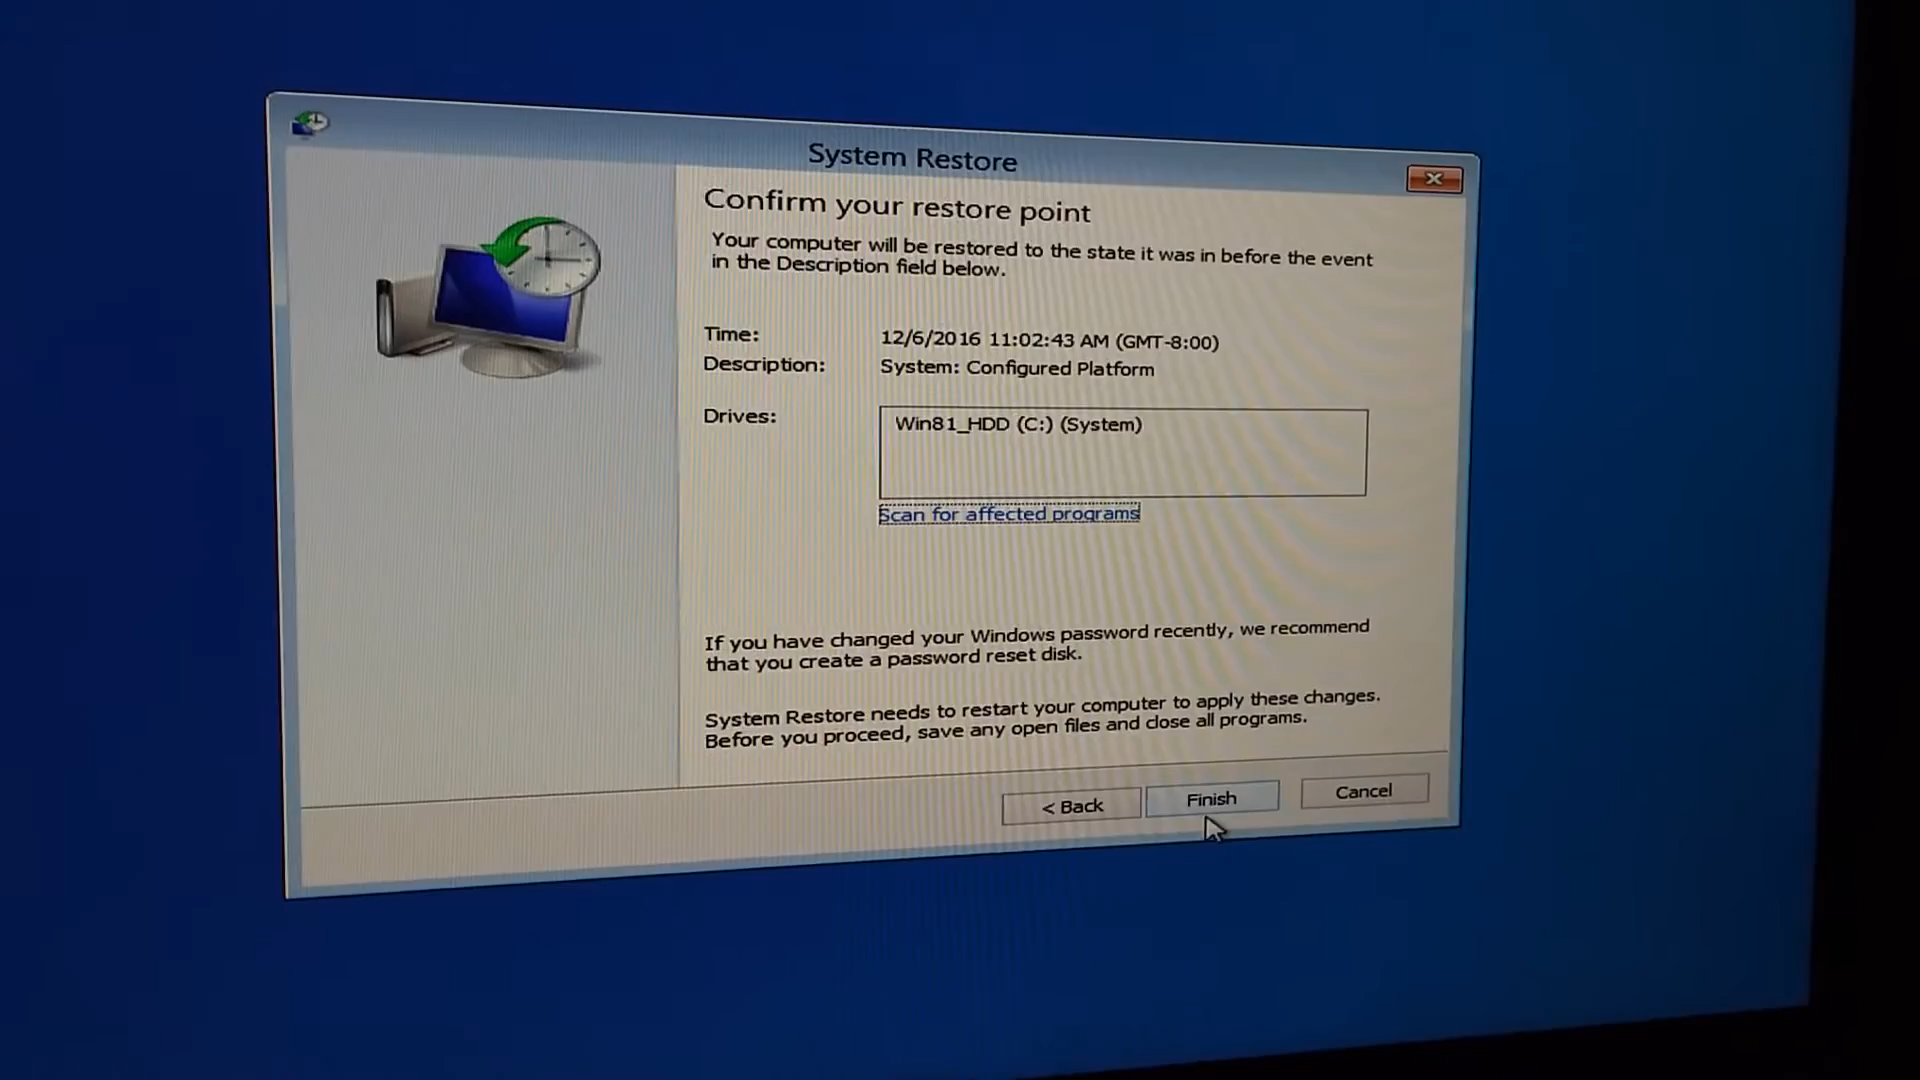 System Restore
Confirm your restore point
Your computer will be restored to the state it was in before the event
in the Description field below.
Time: 12/6/2016 11:02:43 AM (GMT-8:00)
Description: System: Configured Platform
Drives: Win81_HDD (C:) (System)
Scan for affected programs
If you have changed your Windows password recently, we recommend
that you create a password reset disk.
System Restore needs to restart your computer to apply these changes.
Before you proceed, save any open files and close all programs.
< Back Finish Cancel